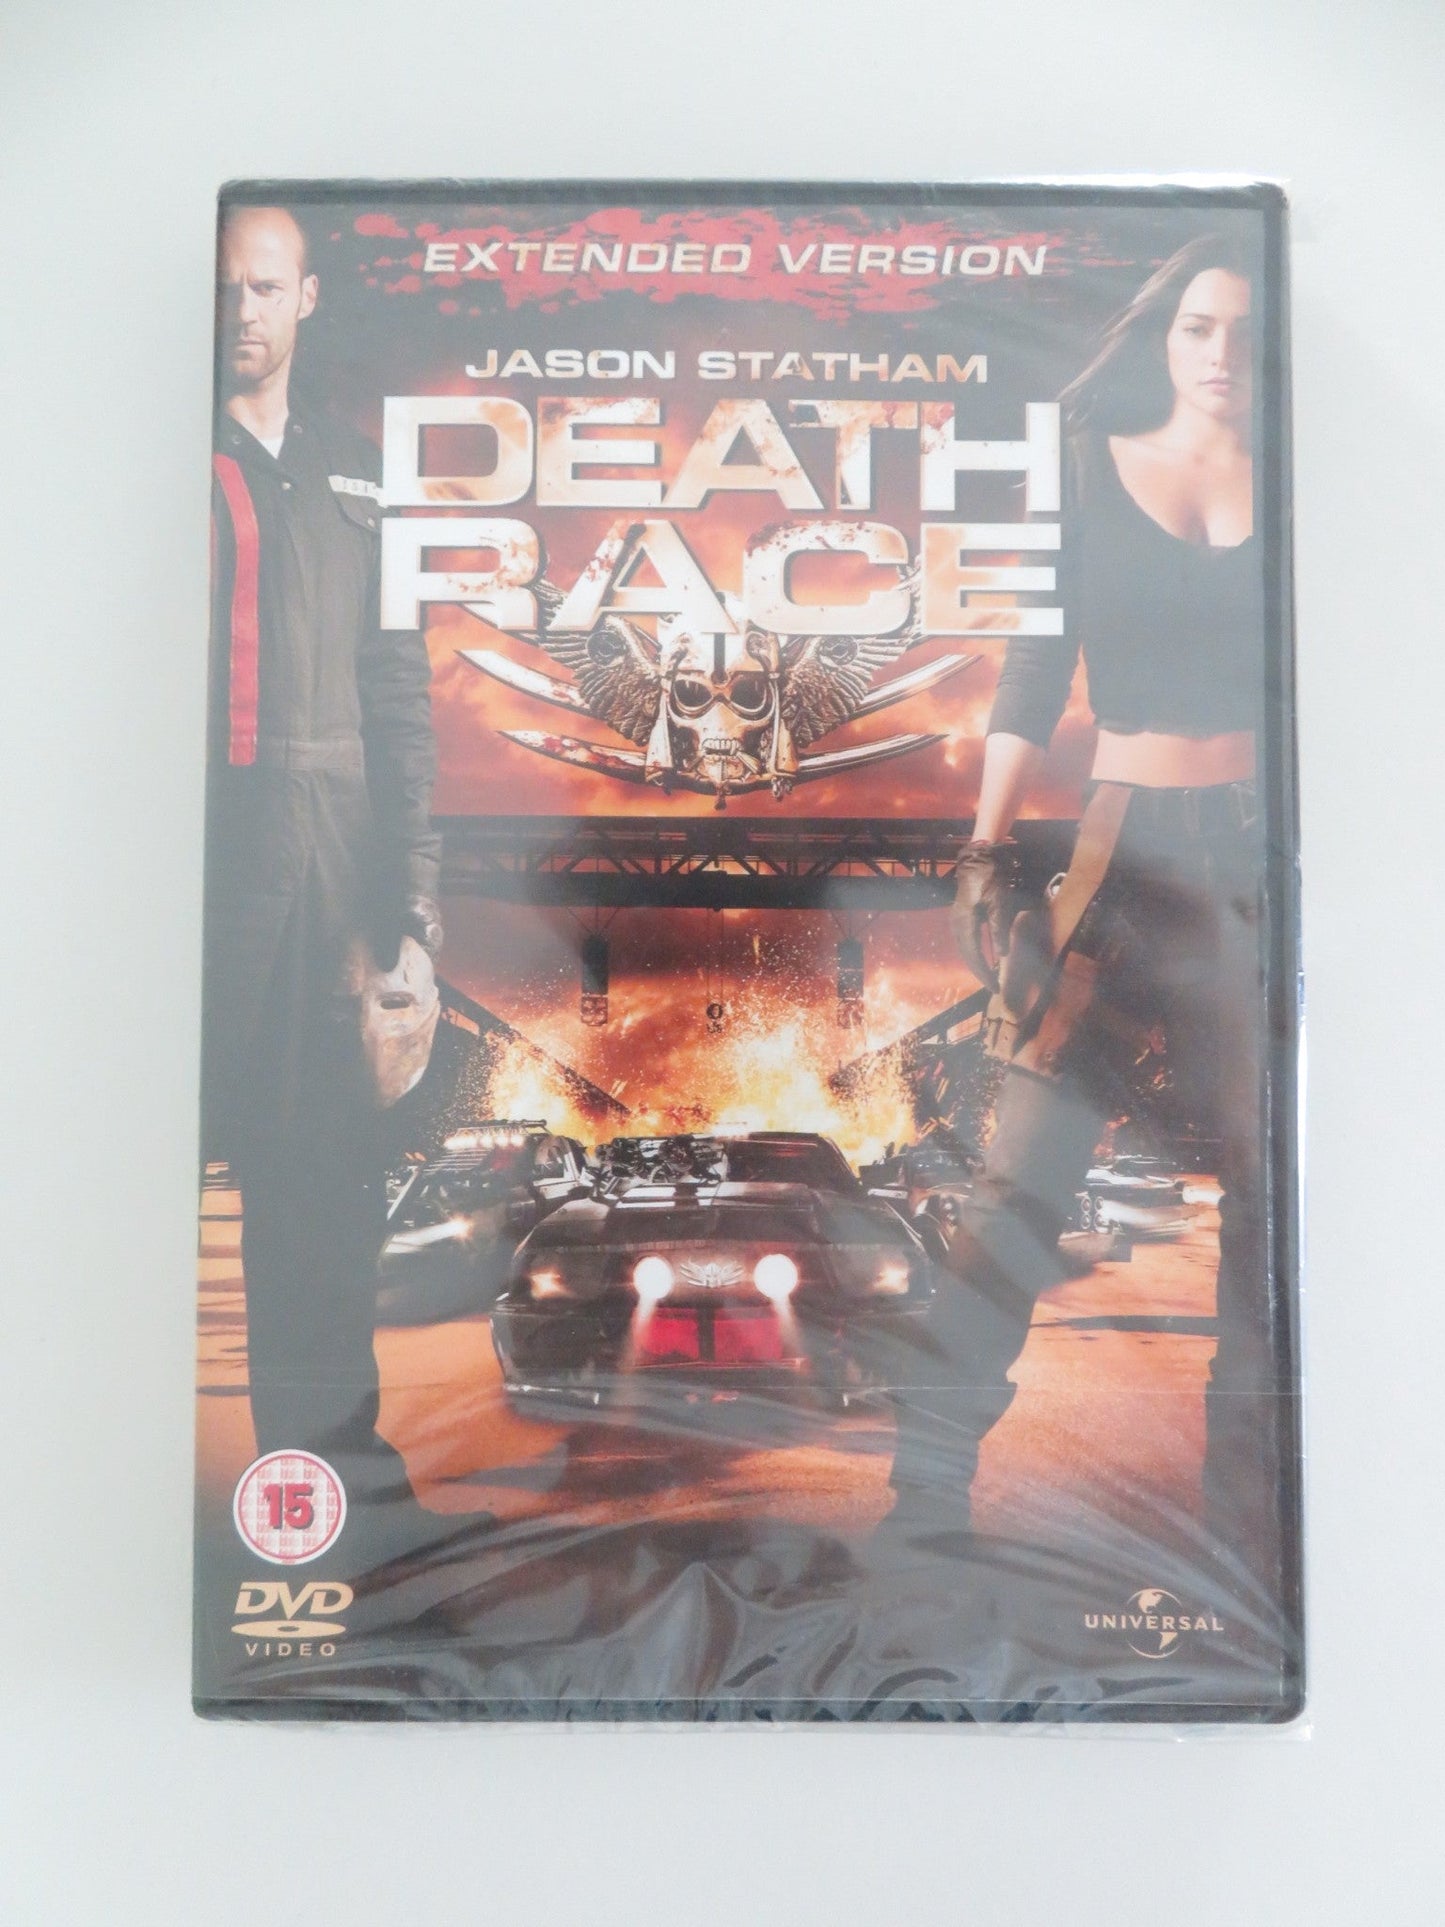 EXTENDED VERSION
JASON STATHAM
DEATH
RACE
15
DVD
VIDEO
UNIVERSAL